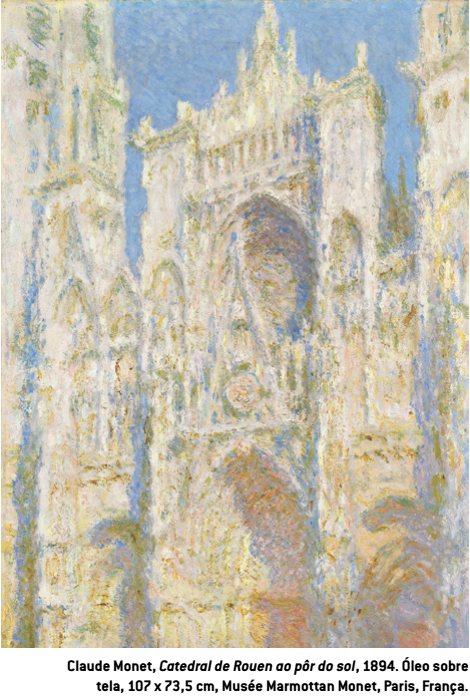 Claude Monet, Catedral de Rouen ao pôr do sol, 1894. Óleo sobre
tela, 107 x 73,5 cm, Musée Marmottan Monet, Paris, França.